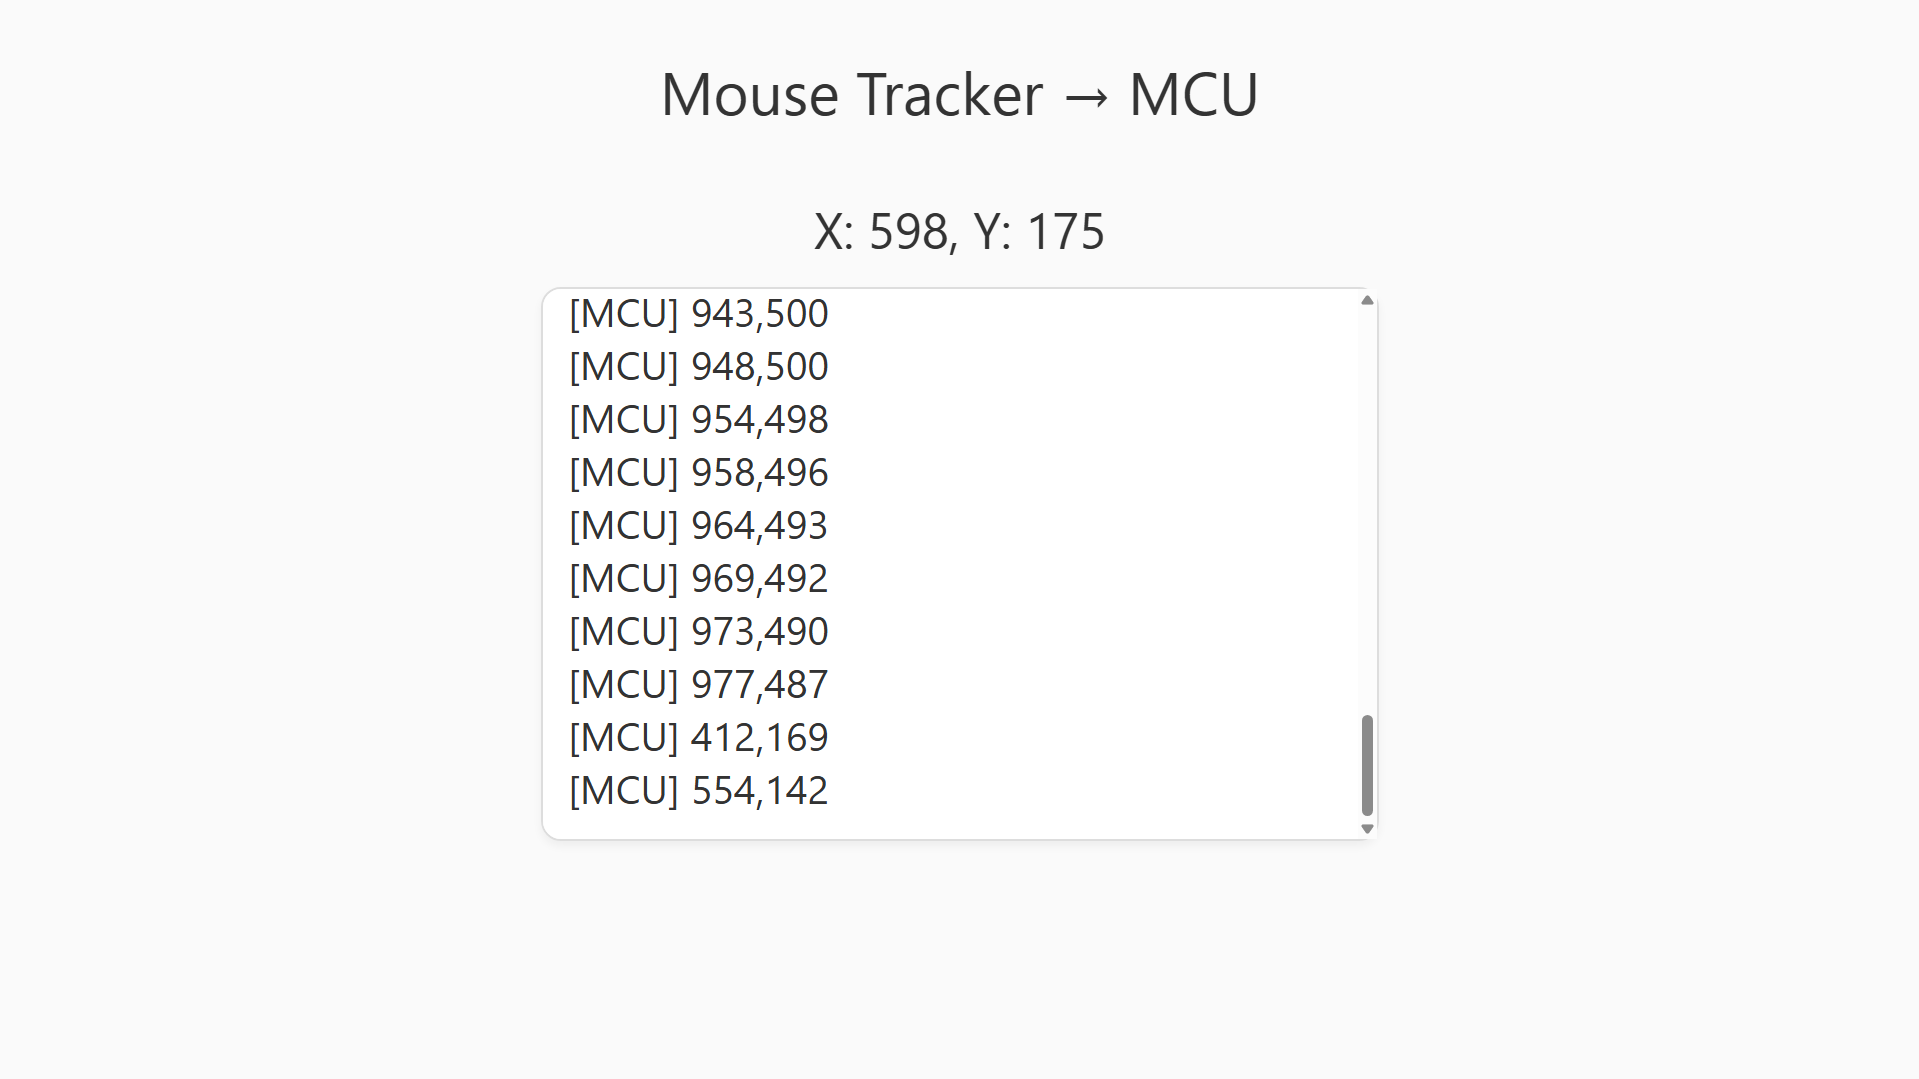 Mouse Tracker → MCU
X: 598, Y: 175
[MCU] 943,500
[MCU] 948,500
[MCU] 954,498
[MCU] 958,496
[MCU] 964,493
[MCU] 969,492
[MCU] 973,490
[MCU] 977,487
[MCU] 412,169
[MCU] 554,142